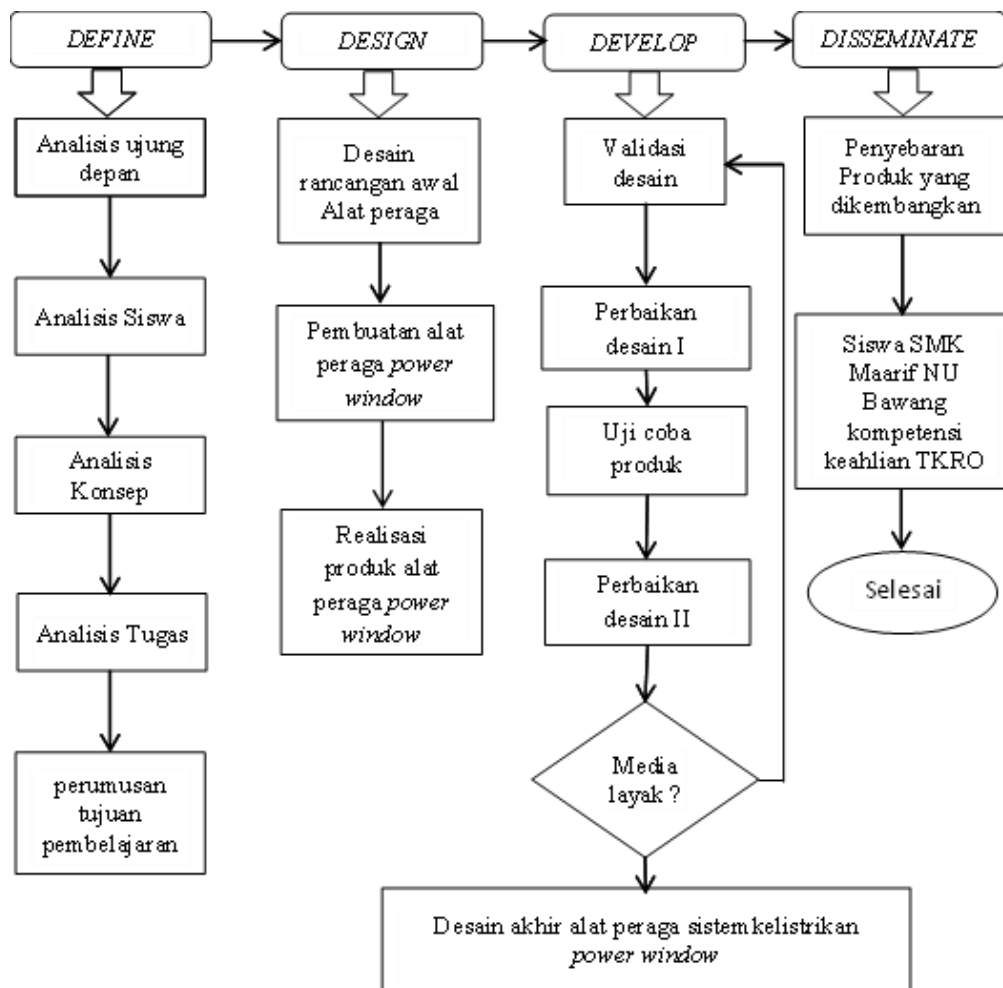 DEFINE
DESIGN
DEVELOP
DISSEMINATE
Analisis ujung
depan
Analisis Siswa
Analisis
Konsep
Analisis Tugas
perumusan
tujuan
pembelajaran
Desain
rancangan awal
Alat peraga
Pembuatan alat
peraga power
window
Realisasi
produk alat
peraga power
window
Validasi
desain
Perbaikan
desain I
Uji coba
produk
Perbaikan
desain II
Media
layak ?
Desain akhir alat peraga sistem kelistrikan
power window
Penyebaran
Produk yang
dikembangkan
Siswa SMK
Maarif NU
Bawang
kompetensi
keahlian TKRO
Selesai